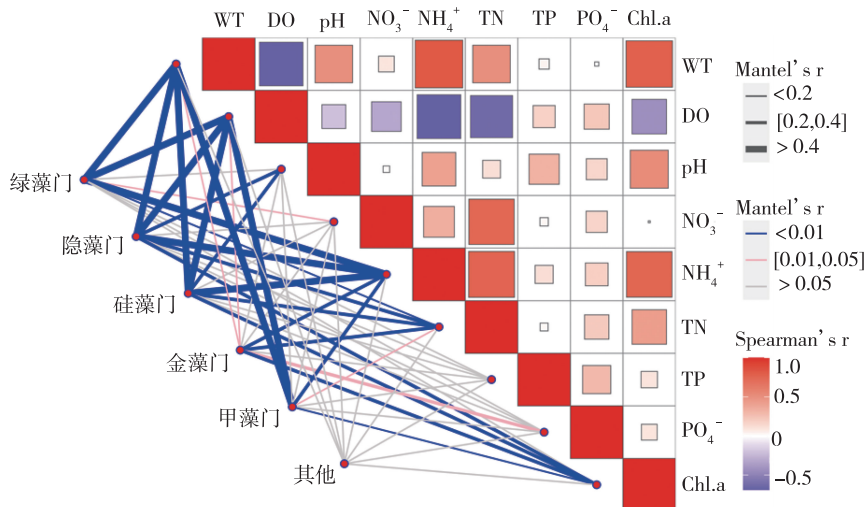 WT DO pH NO₃⁻ NH₄⁺ TN TP PO₄⁻ Chl.a
WT
DO
pH
NO₃⁻
NH₄⁺
TN
TP
PO₄⁻
Chl.a
绿藻门
隐藻门
硅藻门
金藻门
甲藻门
其他
Mantel's r
<0.2
[0.2,0.4]
>0.4
Mantel's r
<0.01
[0.01,0.05]
>0.05
Spearman's r
1.0
0.5
0
-0.5